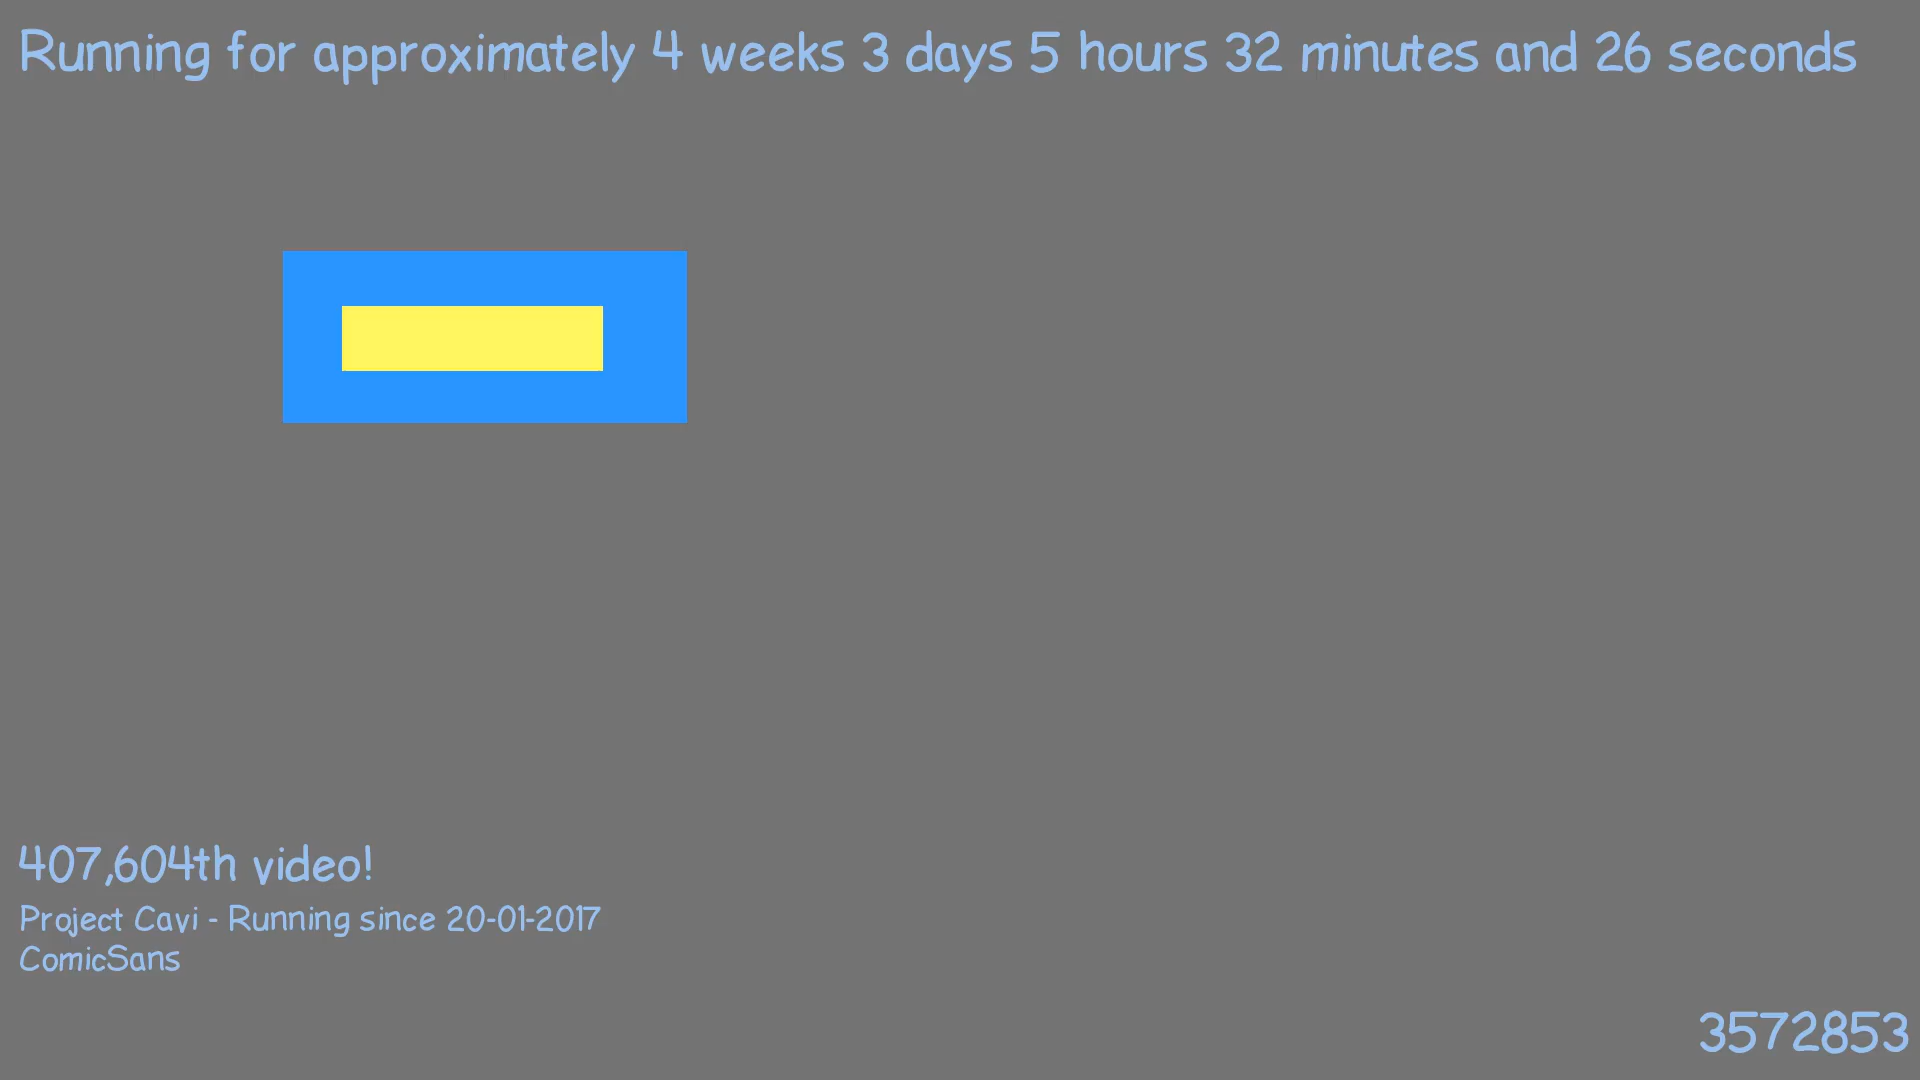 Running for approximately 4 weeks 3 days 5 hours 32 minutes and 26 seconds
407,604th video!
Project Cavi - Running since 20-01-2017
ComicSans
3572853